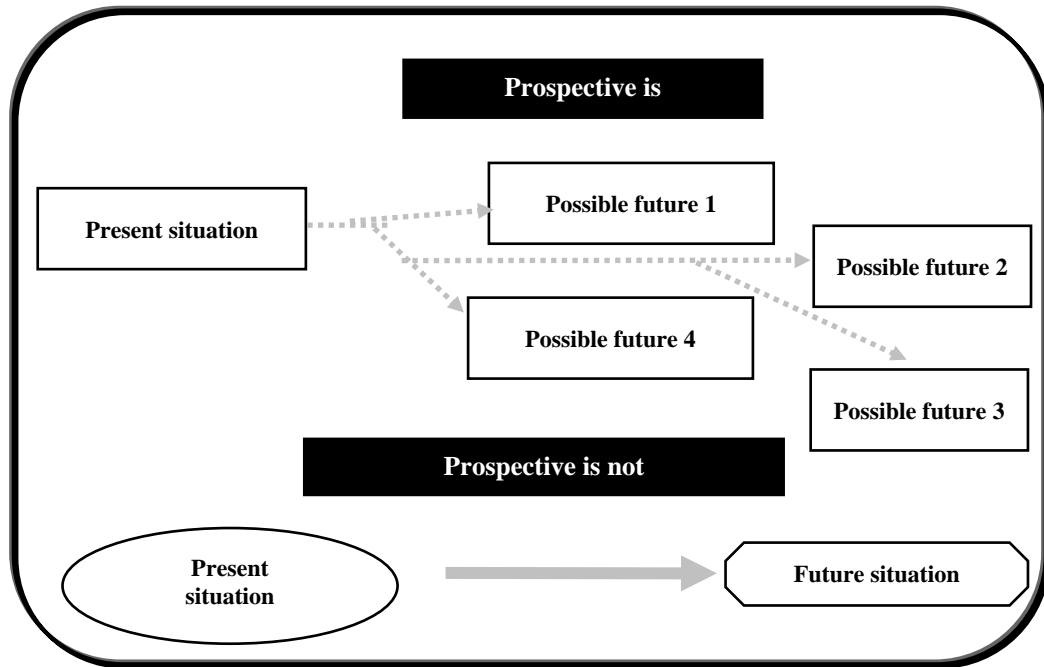 Prospective is
Possible future 1
Present situation
Possible future 2
Possible future 4
Possible future 3
Prospective is not
Present
situation
Future situation